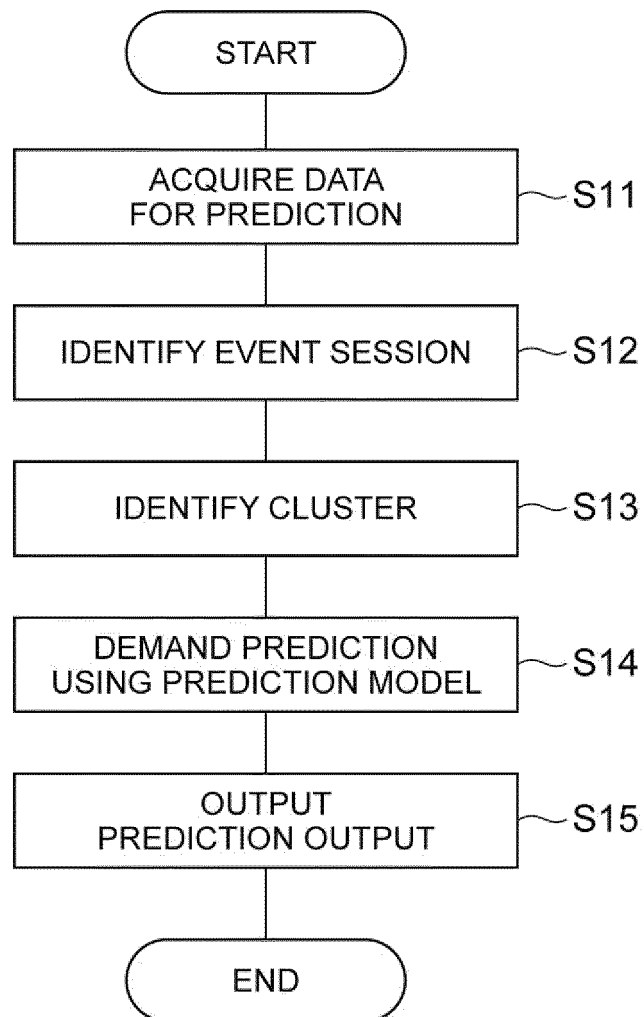 START
ACQUIRE DATA
FOR PREDICTION
S11
IDENTIFY EVENT SESSION
S12
IDENTIFY CLUSTER
S13
DEMAND PREDICTION
USING PREDICTION MODEL
S14
OUTPUT
PREDICTION OUTPUT
S15
END